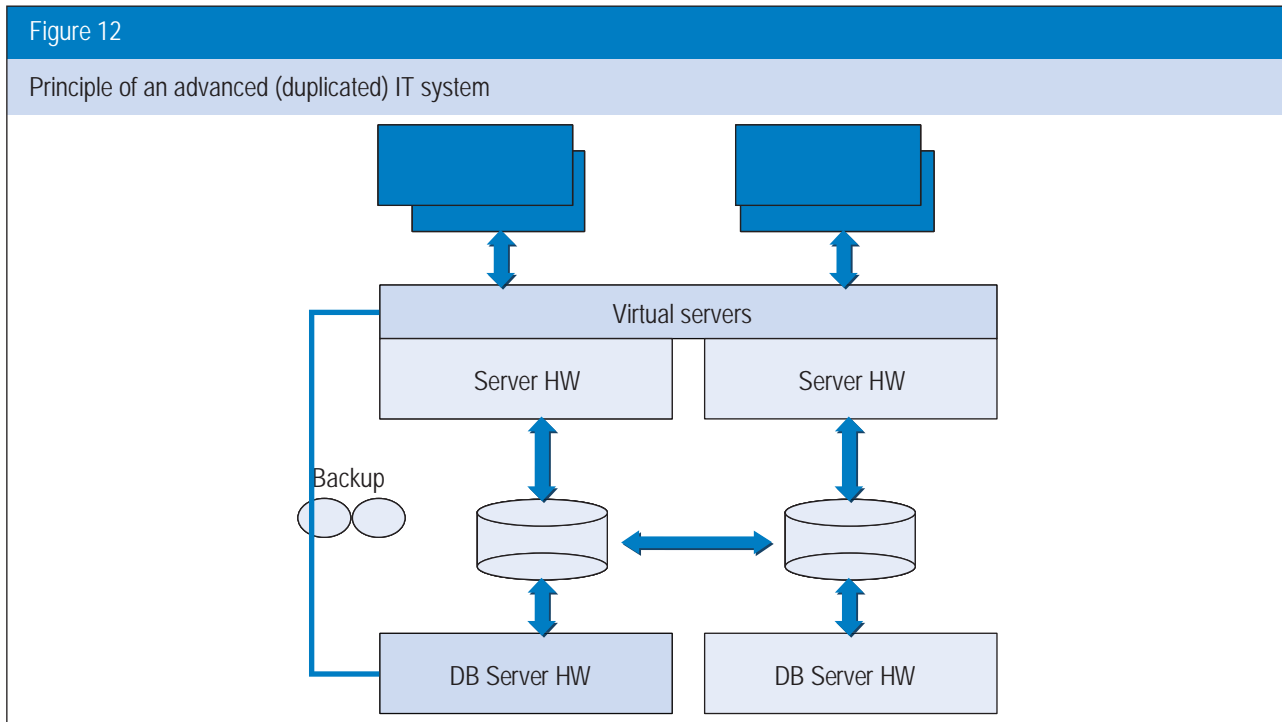 Figure 12
Principle of an advanced (duplicated) IT system
Virtual servers
Server HW
Server HW
Backup
DB Server HW
DB Server HW